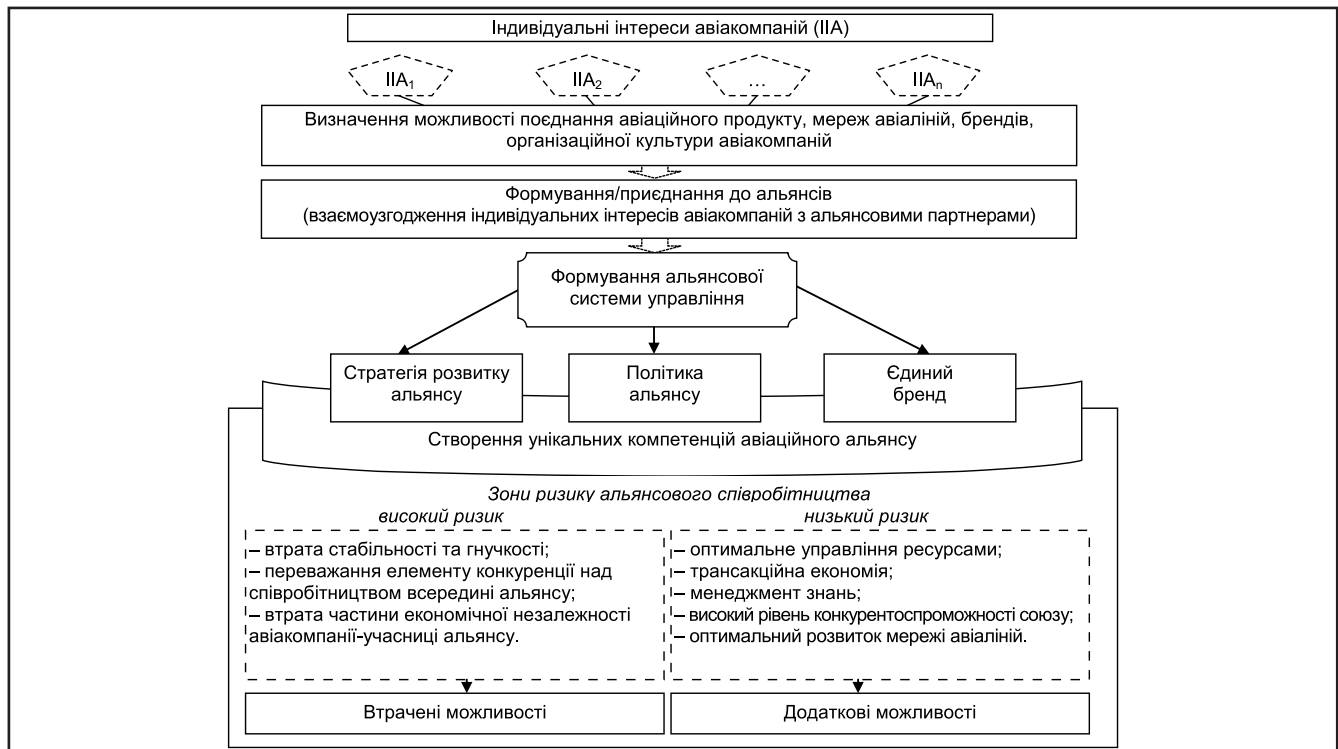 Індивідуальні інтереси авіакомпаній (ІІА)
ІІА₁
ІІА₂
…
ІІАₙ
Визначення можливості поєднання авіаційного продукту, мереж авіаліній, брендів,
організаційної культури авіакомпаній
Формування/приєднання до альянсів
(взаємоузгодження індивідуальних інтересів авіакомпаній з альянсовими партнерами)
Формування альянсової
системи управління
Стратегія розвитку
альянсу
Політика
альянсу
Єдиний
бренд
Створення унікальних компетенцій авіаційного альянсу
Зони ризику альянсового співробітництва
високий ризик
– втрата стабільності та гнучкості;
– переважання елементу конкуренції над
співробітництвом всередині альянсу;
– втрата частини економічної незалежності
авіакомпанії-учасниці альянсу.
Втрачені можливості
низький ризик
– оптимальне управління ресурсами;
– трансакційна економія;
– менеджмент знань;
– високий рівень конкурентоспроможності союзу;
– оптимальний розвиток мережі авіаліній.
Додаткові можливості